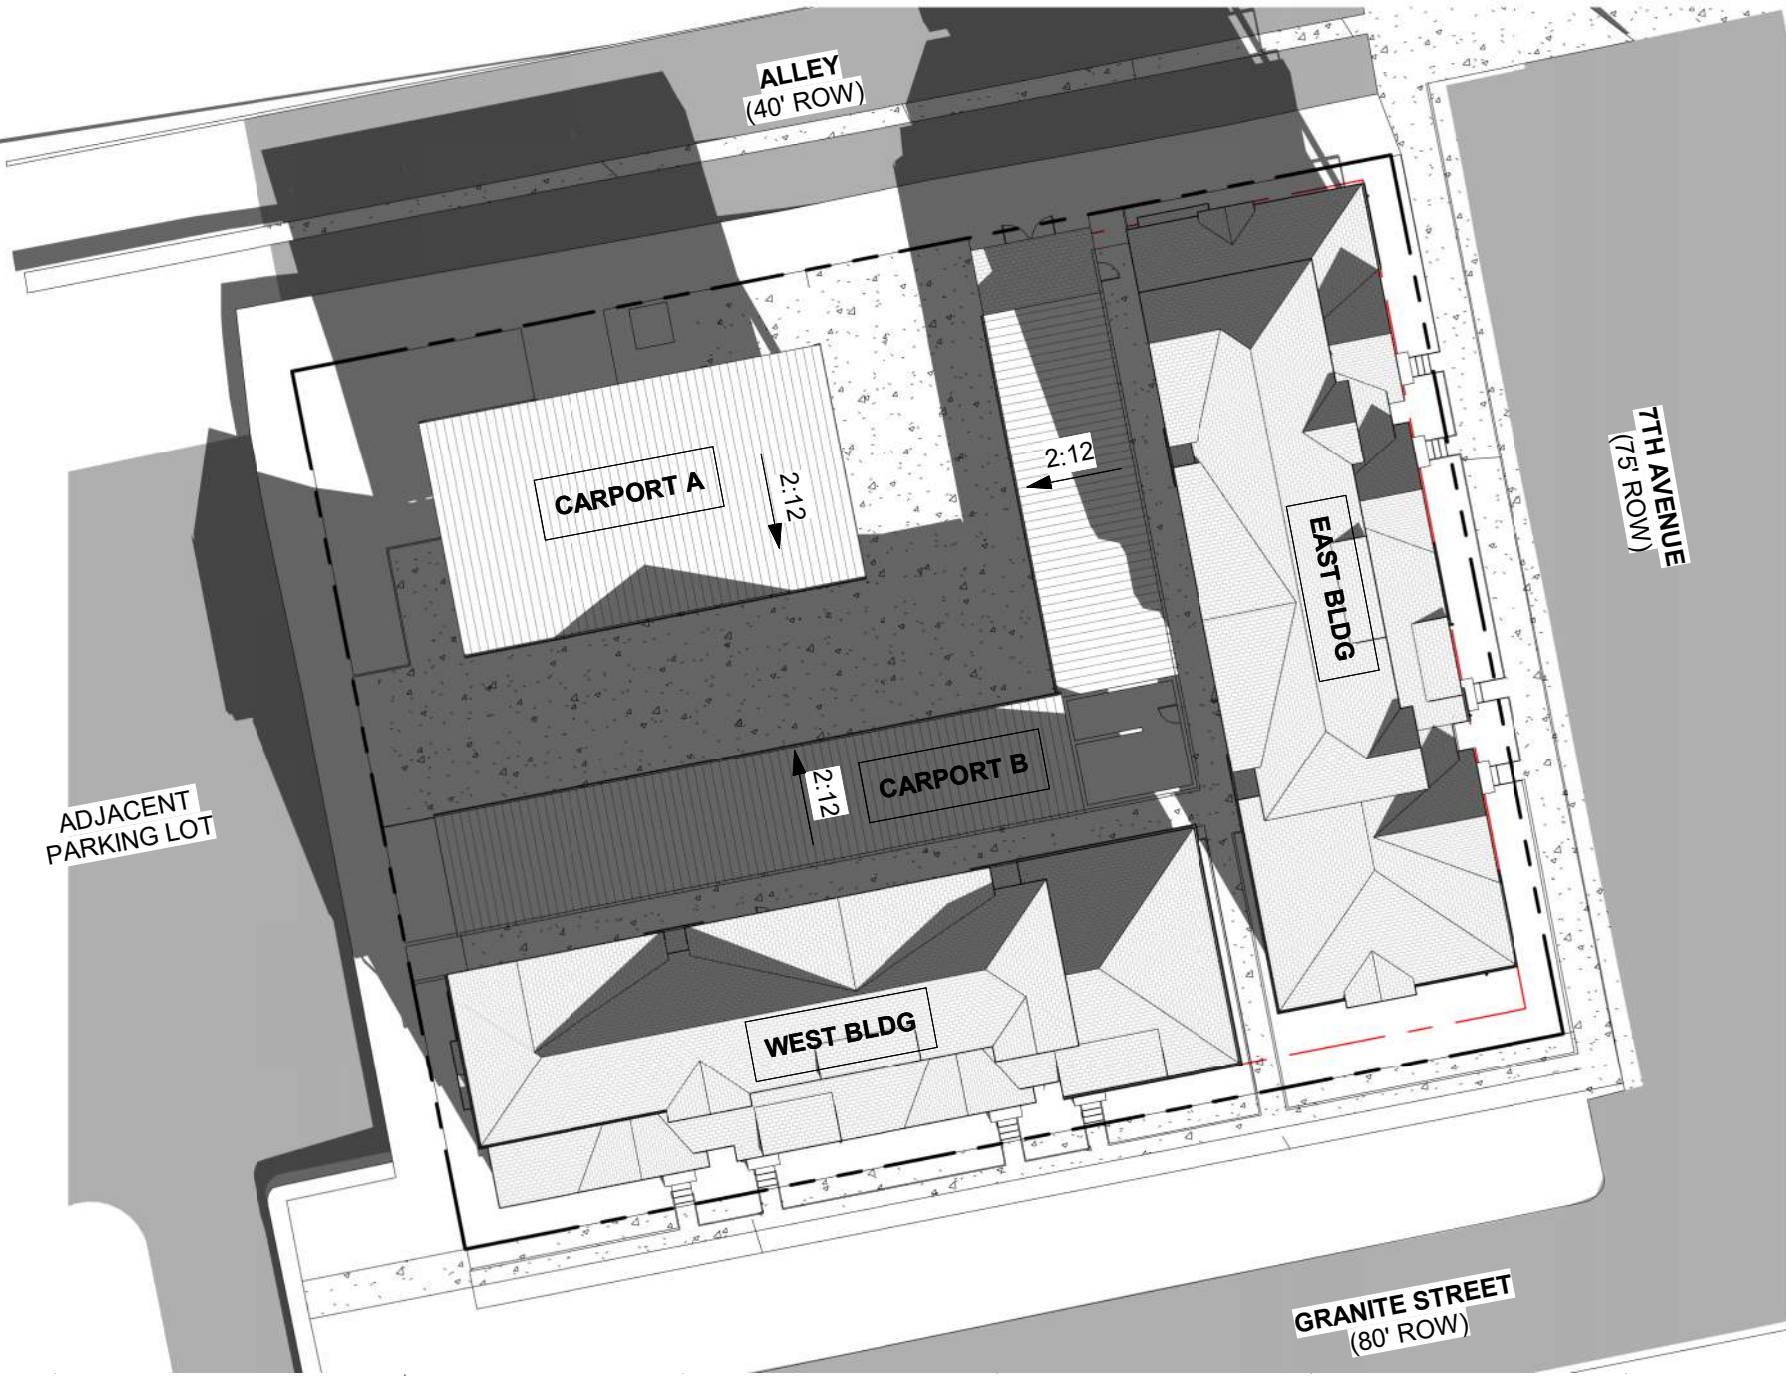 ALLEY
(40' ROW)
2:12
CARPORT A
2:12
7TH AVENUE
(75' ROW)
EAST BLDG
CARPORT B
2:12
ADJACENT
PARKING LOT
WEST BLDG
GRANITE STREET
(80' ROW)